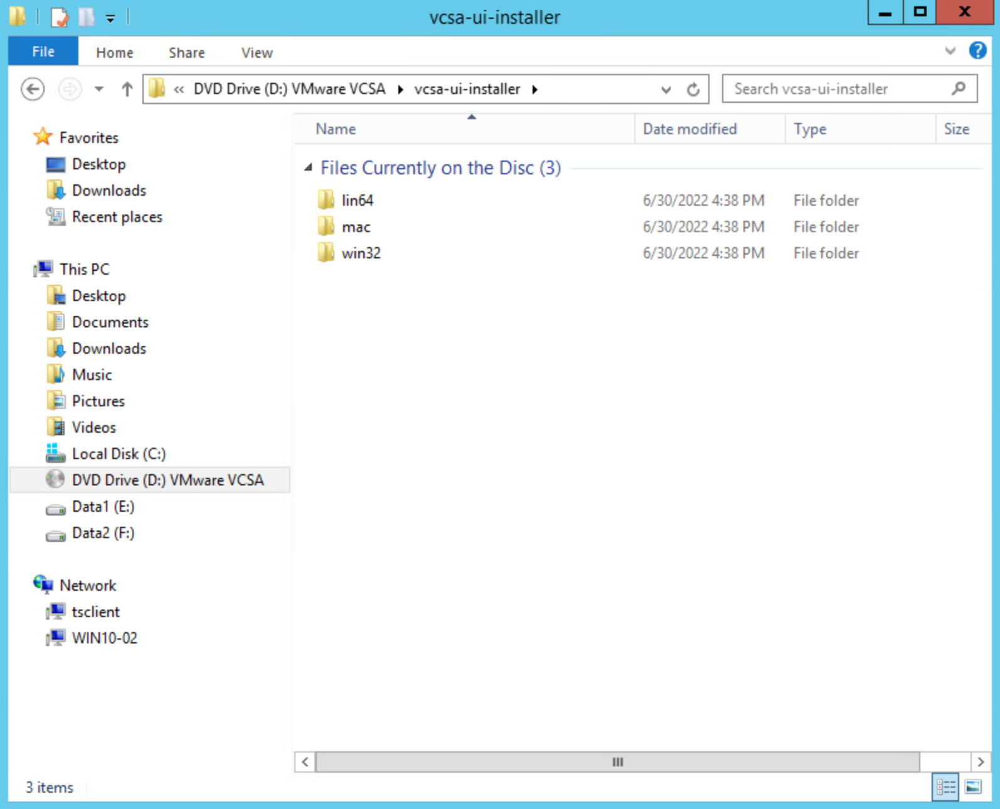 vcsa-ui-installer
File Home Share View
« DVD Drive (D:) VMware VCSA vcsa-ui-installer Search vcsa-ui-installer
Name Date modified Type Size
Files Currently on the Disc (3)
lin64 6/30/2022 4:38 PM File folder
mac 6/30/2022 4:38 PM File folder
win32 6/30/2022 4:38 PM File folder
Favorites
Desktop
Downloads
Recent places
This PC
Desktop
Documents
Downloads
Music
Pictures
Videos
Local Disk (C:)
DVD Drive (D:) VMware VCSA
Data1 (E:)
Data2 (F:)
Network
tsclient
WIN10-02
3 items